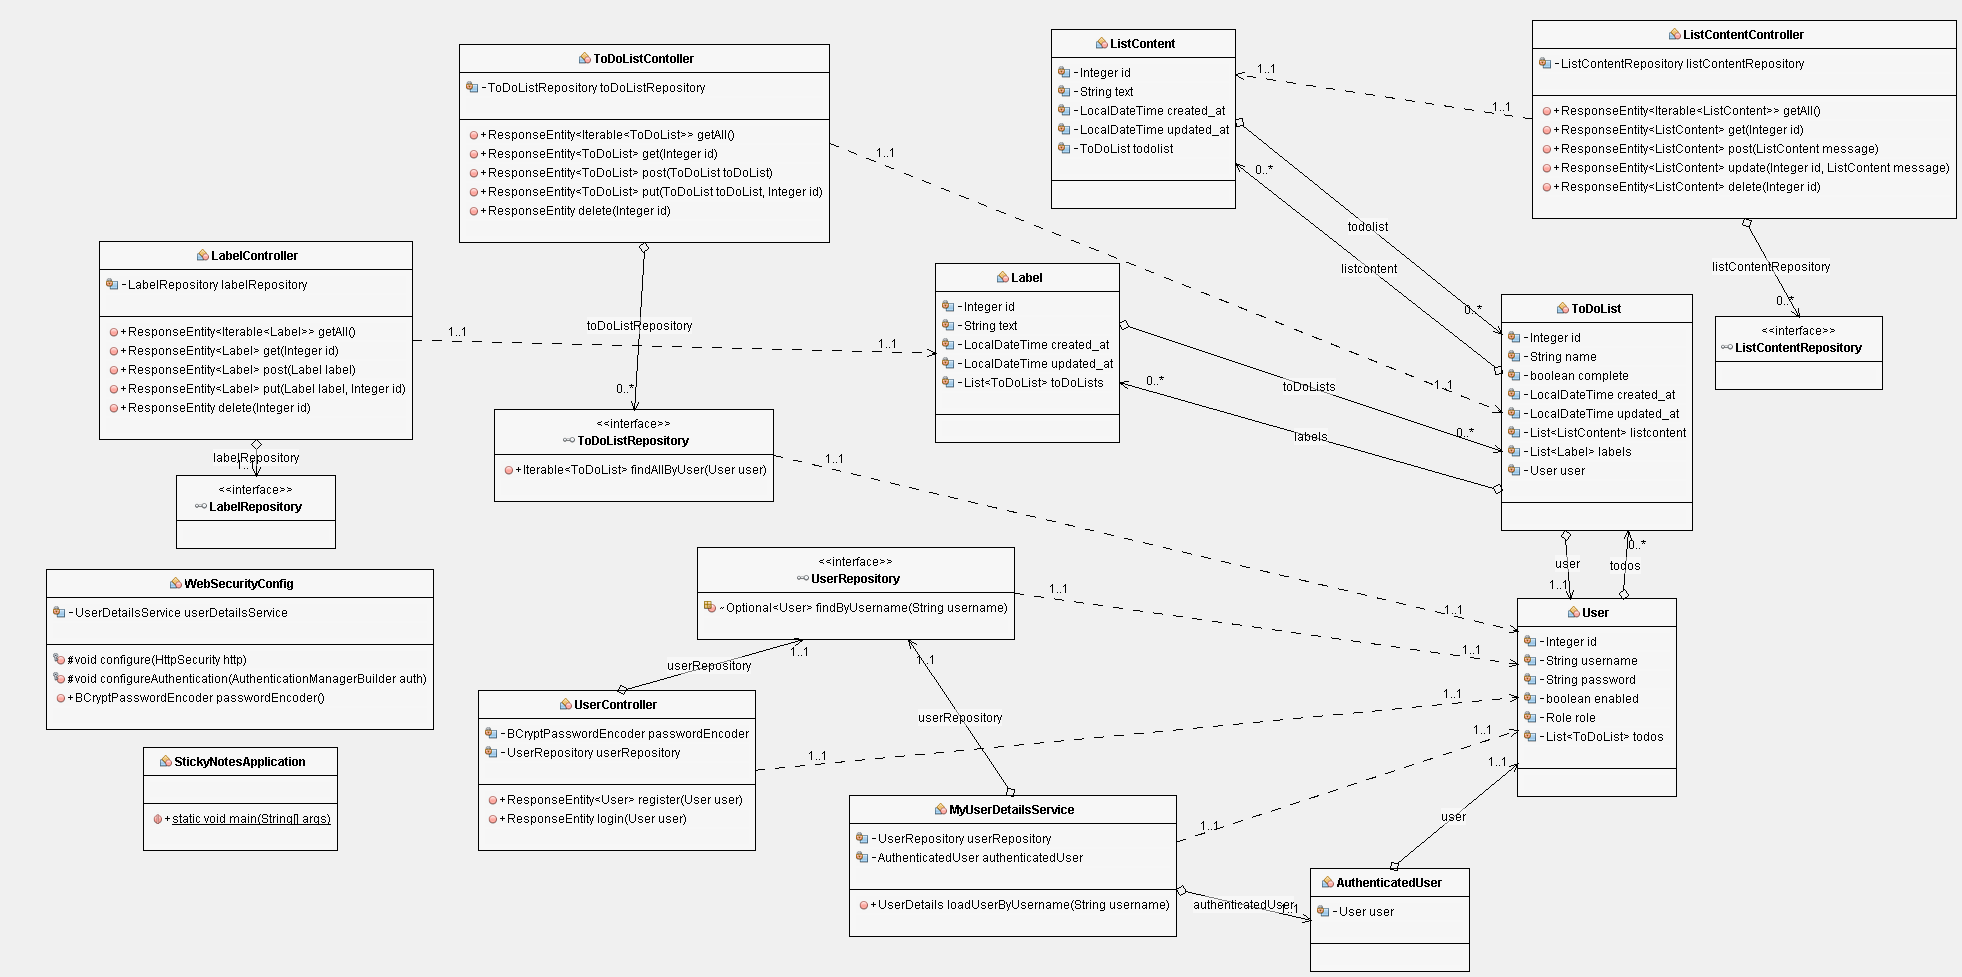 ToDoListContoller
- ToDoListRepository toDoListRepository
+ ResponseEntity<Iterable<ToDoList>> getAll()
+ ResponseEntity<ToDoList> get(Integer id)
+ ResponseEntity<ToDoList> post(ToDoList toDoList)
+ ResponseEntity<ToDoList> put(ToDoList toDoList, Integer id)
+ ResponseEntity delete(Integer id)
ListContent
- Integer id
- String text
- LocalDateTime created_at
- LocalDateTime updated_at
- ToDoList todolist
ListContentController
- ListContentRepository listContentRepository
+ ResponseEntity<Iterable<ListContent>> getAll()
+ ResponseEntity<ListContent> get(Integer id)
+ ResponseEntity<ListContent> post(ListContent message)
+ ResponseEntity<ListContent> update(Integer id, ListContent message)
+ ResponseEntity<ListContent> delete(Integer id)
1..1
1..1
1..1
1..1
0..*
todolist
listcontent
0..*
listContentRepository
0..*
<<interface>>
ListContentRepository
LabelController
- LabelRepository labelRepository
+ ResponseEntity<Iterable<Label>> getAll()
+ ResponseEntity<Label> get(Integer id)
+ ResponseEntity<Label> post(Label label)
+ ResponseEntity<Label> put(Label label, Integer id)
+ ResponseEntity delete(Integer id)
1..1
1..1
toDoListRepository
0..*
labelRepository
1..1
<<interface>>
LabelRepository
<<interface>>
ToDoListRepository
+ Iterable<ToDoList> findAllByUser(User user)
Label
- Integer id
- String text
- LocalDateTime created_at
- LocalDateTime updated_at
- List<ToDoList> toDoLists
0..*
toDoLists
0..*
labels
ToDoList
- Integer id
- String name
- boolean complete
- LocalDateTime created_at
- LocalDateTime updated_at
- List<ListContent> listcontent
- List<Label> labels
- User user
1..1
1..1
user
1..1
0..*
todos
WebSecurityConfig
- UserDetailsService userDetailsService
# void configure(HttpSecurity http)
# void configureAuthentication(AuthenticationManagerBuilder auth)
+ BCryptPasswordEncoder passwordEncoder()
<<interface>>
UserRepository
~ Optional<User> findByUsername(String username)
1..1
1..1
userRepository
1..1
1..1
userRepository
User
- Integer id
- String username
- String password
- boolean enabled
- Role role
- List<ToDoList> todos
StickyNotesApplication
+ static void main(String[] args)
UserController
- BCryptPasswordEncoder passwordEncoder
- UserRepository userRepository
+ ResponseEntity<User> register(User user)
+ ResponseEntity login(User user)
1..1
1..1
MyUserDetailsService
- UserRepository userRepository
- AuthenticatedUser authenticatedUser
+ UserDetails loadUserByUsername(String username)
1..1
1..1
1..1
user
authenticatedUser
1..1
AuthenticatedUser
- User user